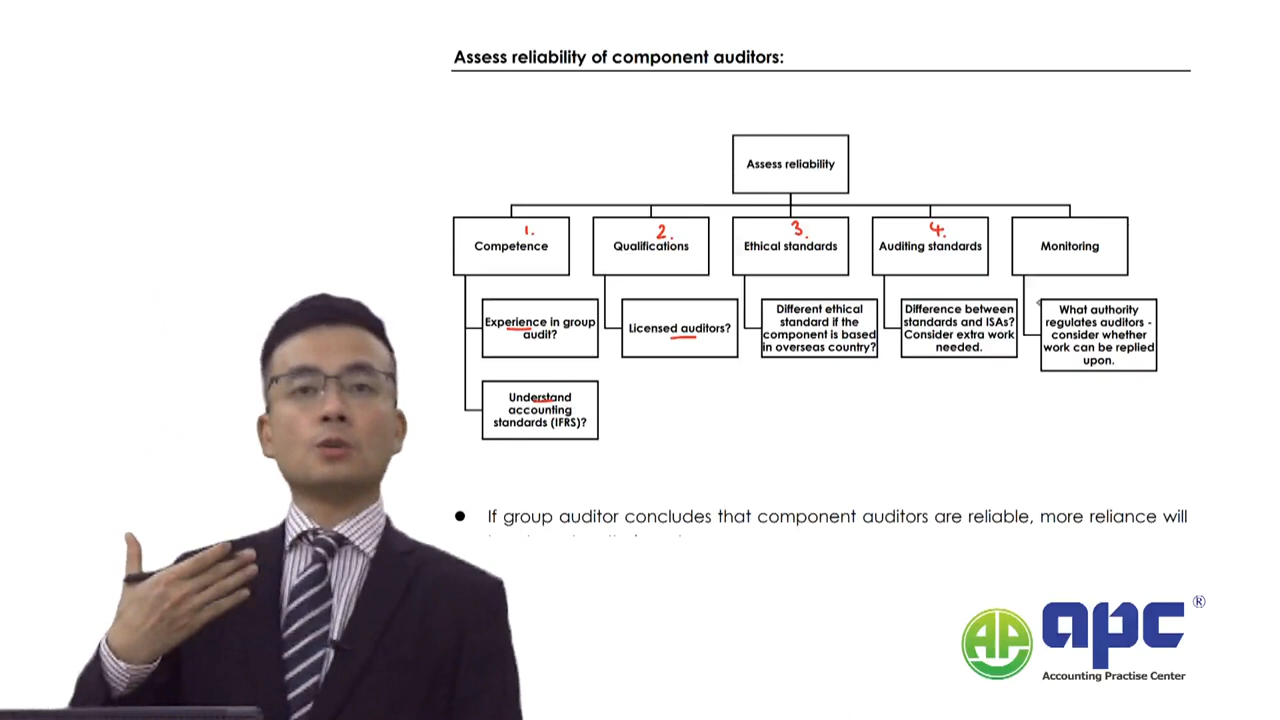 Assess reliability of component auditors:
Assess reliability
1.
Competence
2.
Qualifications
3.
Ethical standards
4.
Auditing standards
Monitoring
Experience in group
audit?
Licensed auditors?
Different ethical
standard if the
component is based
in overseas country?
Difference between
standards and ISAs?
Consider extra work
needed.
What authority
regulates auditors -
consider whether
work can be replied
upon.
Understand
accounting
standards (IFRS)?
● If group auditor concludes that component auditors are reliable, more reliance will
AP
apc®
Accounting Practise Center